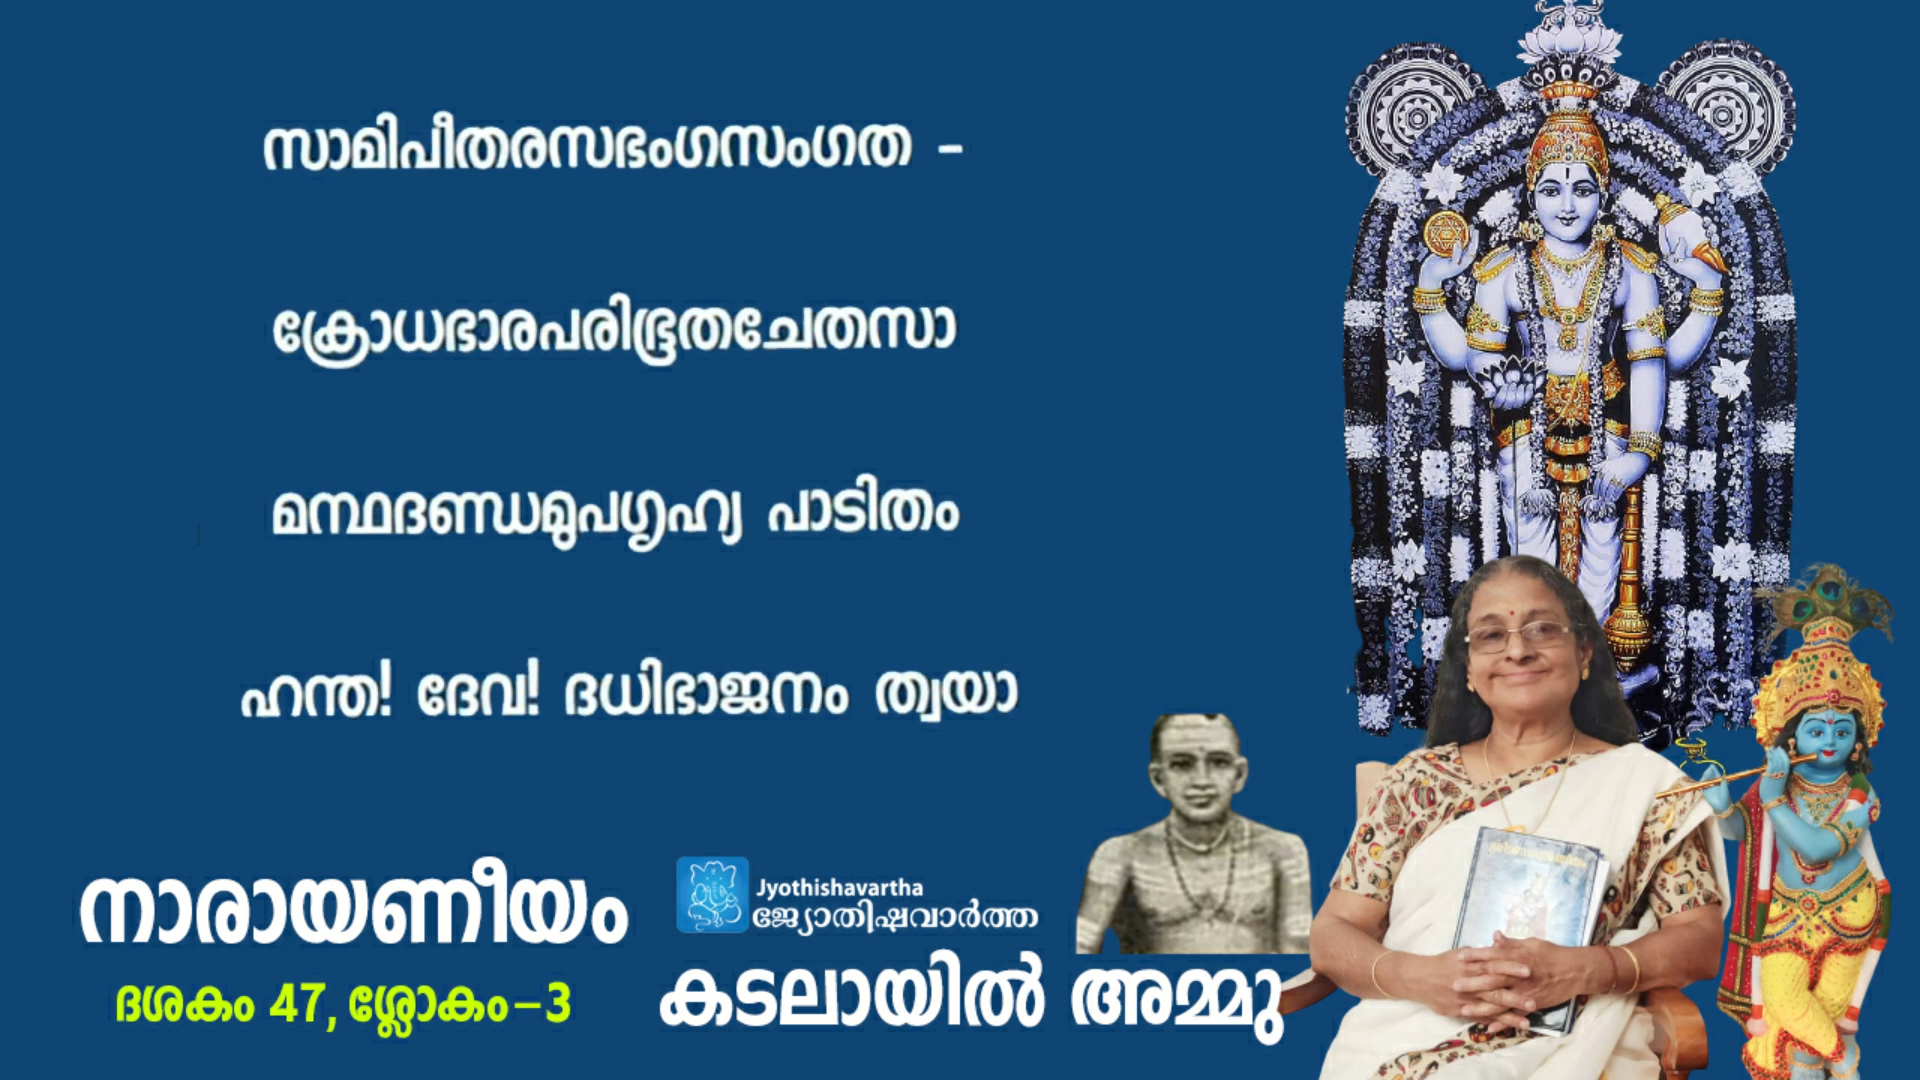 സാമിപീതരസഭംഗസംഗത -
ക്രോധഭാരപരിഭൂതചേതസാ
മന്ഥദണ്ഡമുപഗൃഹ്യ പാടിതം
ഹന്ത! ദേവ! ദധിഭാജനം ത്വയാ
നാരായണീയം
ദശകം 47, ശ്ലോകം-3
Jyothishavartha
ജ്യോതിഷവാർത്ത
കടലായിൽ അമ്മു